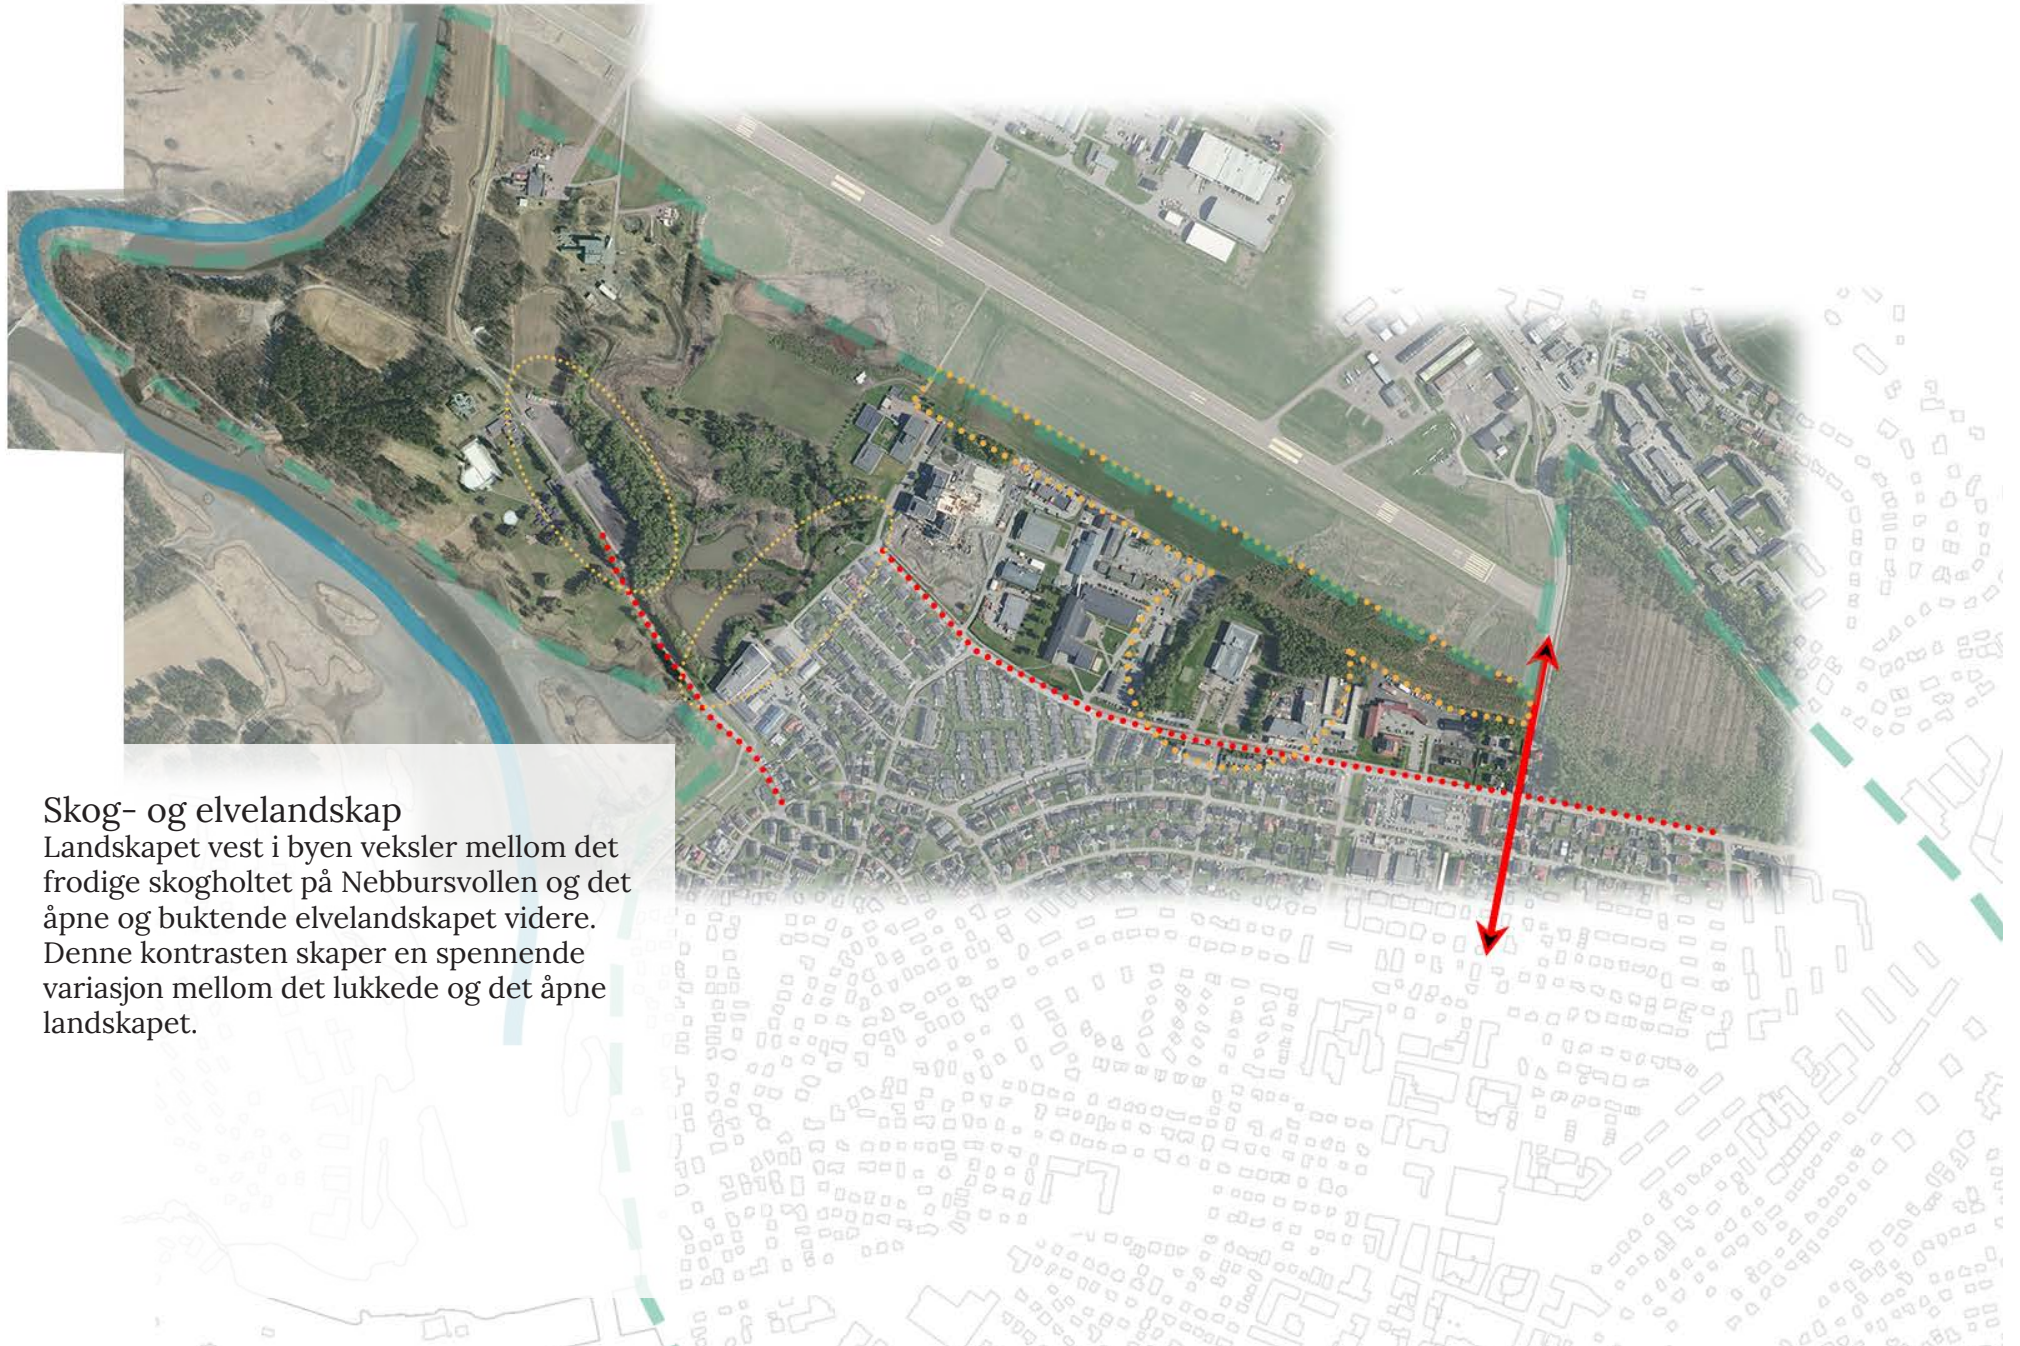 Skog- og elvelandskap
Landskapet vest i byen veksler mellom det
frodige skogholtet på Nebbursvollen og det
åpne og buktende elvelandskapet videre.
Denne kontrasten skaper en spennende
variasjon mellom det lukkede og det åpne
landskapet.